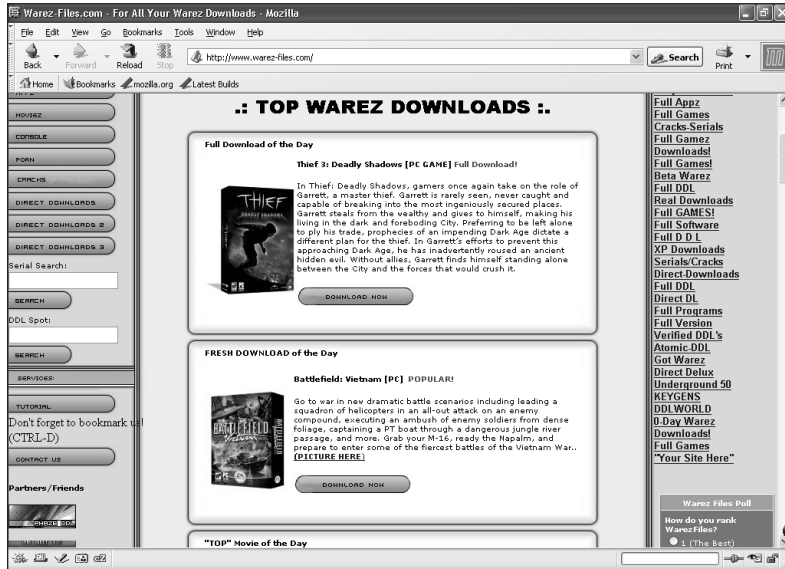 Warez-Files.com - For All Your Warez Downloads - Mozilla
File Edit View Go Bookmarks Tools Window Help
Back Forward Reload Stop
http://www.warez-files.com/
Search
Print
Home Bookmarks mozilla.org Latest Builds
MOVIEZ
CONSOLE
PORN
CRACKS
DIRECT DOWNLOADS
DIRECT DOWNLOADS 2
DIRECT DOWNLOADS 3
Serial Search:
SEARCH
DDL Spot:
SEARCH
SERVICES:
TUTORIAL
Don't forget to bookmark us!
(CTRL-D)
CONTACT US
Partners/Friends
.: TOP WAREZ DOWNLOADS :.
Full Download of the Day
Thief 3: Deadly Shadows [PC GAME] Full Download!
THIEF
DEADLY SHADOWS
In Thief: Deadly Shadows, gamers once again take on the role of
Garrett, a master thief. Garrett is rarely seen, never caught and
capable of breaking into the most ingeniously secured places.
Garrett steals from the wealthy and gives to himself, making his
living in the dark and foreboding City. Preferring to be left alone
to ply his trade, prophecies of an impending Dark Age dictate a
different plan for the thief. In Garrett's efforts to prevent this
approaching Dark Age, he has inadvertently roused an ancient
hidden evil. Without allies, Garrett finds himself standing alone
between the City and the forces that would crush it.
DOWNLOAD NOW
FRESH DOWNLOAD of the Day
Battlefield: Vietnam [PC] POPULAR!
BATTLEFIELD
Vietnam
Go to war in new dramatic battle scenarios including leading a
squadron of helicopters in an all-out attack on an enemy
compound, executing an ambush of enemy soldiers from dense
foliage, captaining a PT boat through a dangerous jungle river
passage, and more. Grab your M-16, ready the Napalm, and
prepare to enter some of the fiercest battles of the Vietnam War..
(PICTURE HERE)
DOWNLOAD NOW
"TOP" Movie of the Day
Full Appz
Full Games
Cracks-Serials
Full Gamez
Downloads!
Full Games!
Beta Warez
Full DDL
Real Downloads
Full GAMES!
Full Software
Full D D L
XP Downloads
Serials/Cracks
Direct-Downloads
Full DDL
Direct DL
Full Programs
Full Version
Verified DDL's
Atomic-DDL
Got Warez
Direct Delux
Underground 50
KEYGENS
DDLWORLD
0-Day Warez
Downloads!
Full Games
"Your Site Here"
Warez Files Poll
How do you rank
WarezFiles?
1 (The Best)